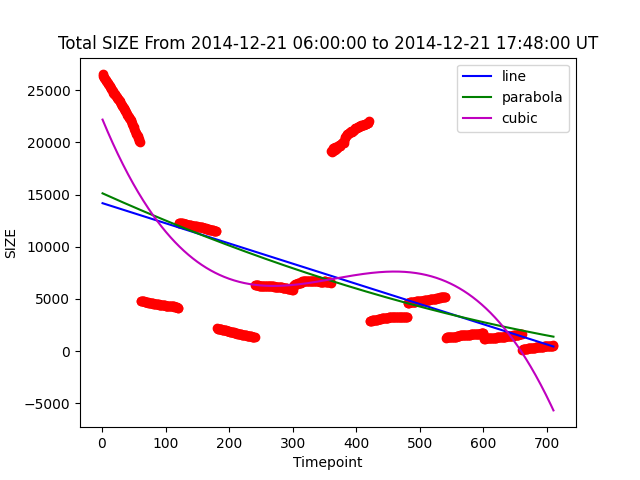 Total SIZE From 2014-12-21 06:00:00 to 2014-12-21 17:48:00 UT
line
parabola
cubic
25000
20000
15000
10000
5000
0
−5000
SIZE
0 100 200 300 400 500 600 700
Timepoint